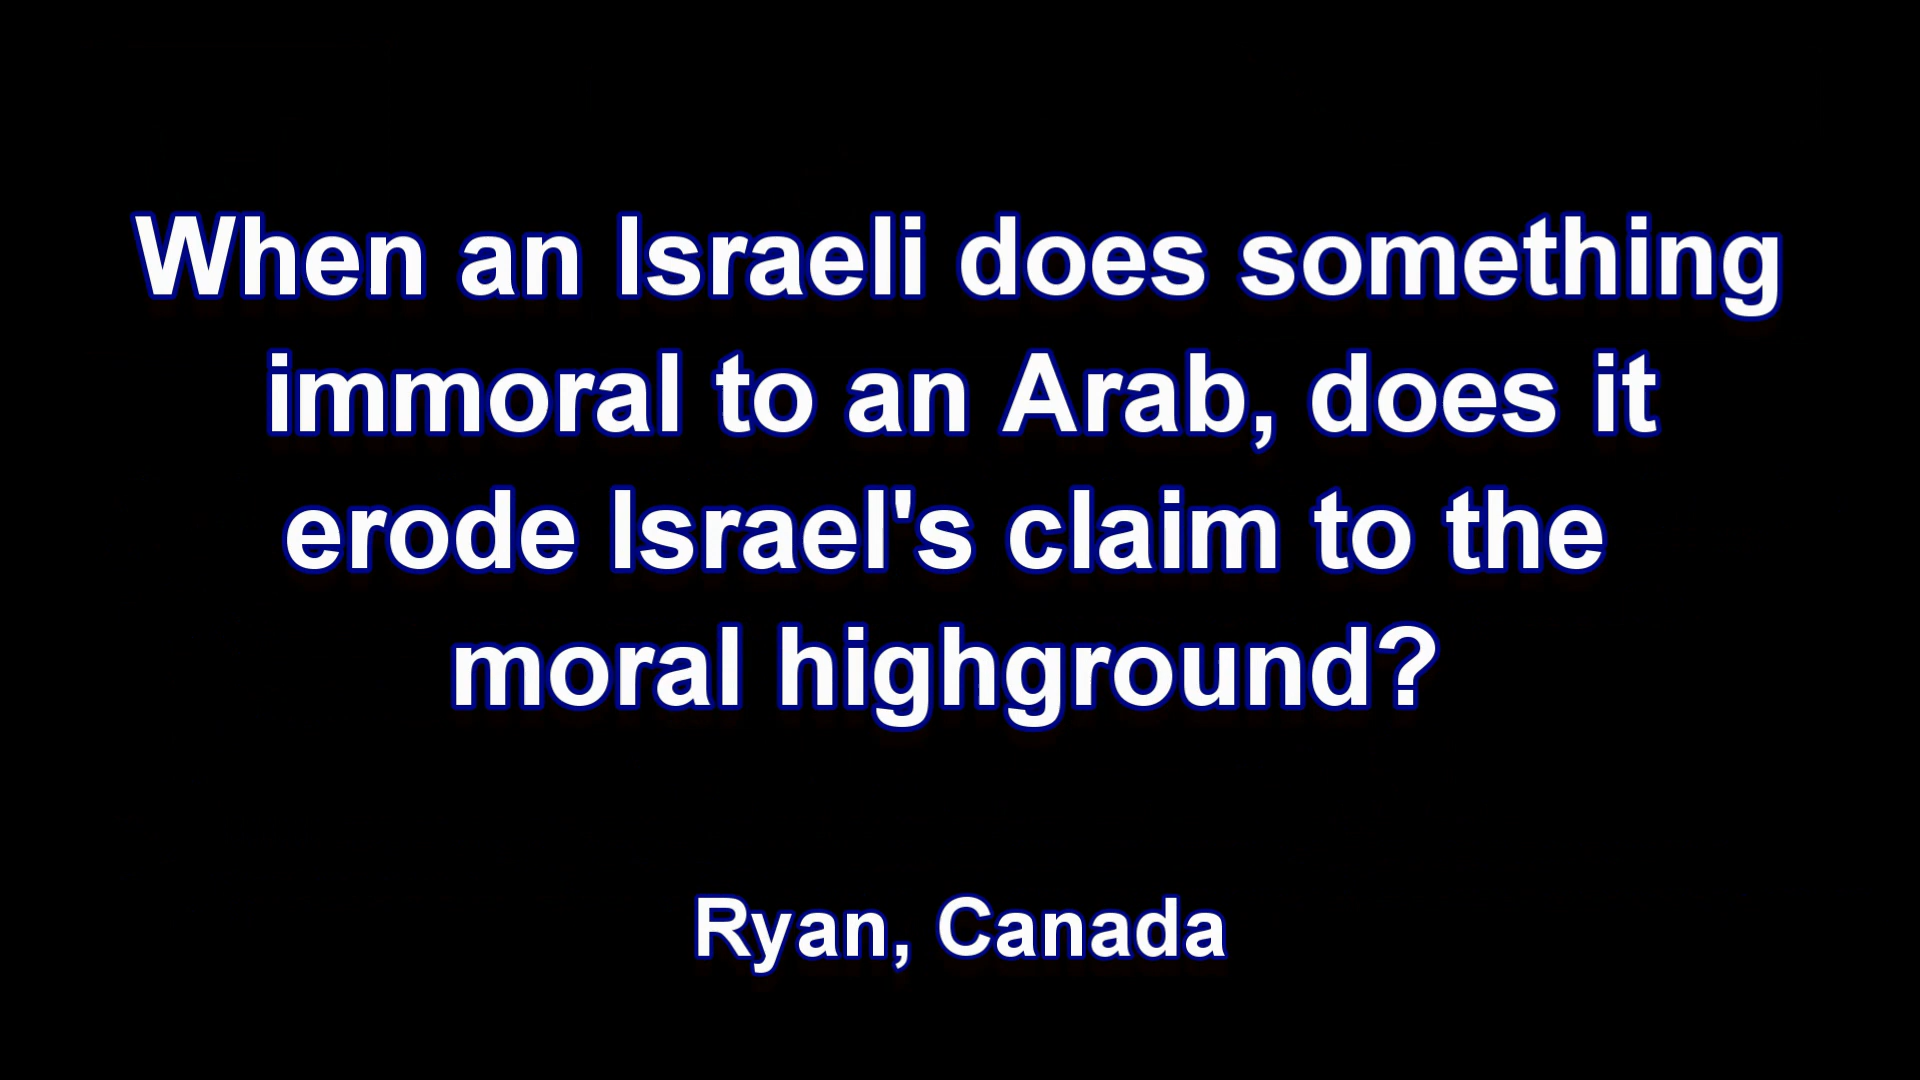 When an Israeli does something
immoral to an Arab, does it
erode Israel's claim to the
moral highground?
Ryan, Canada